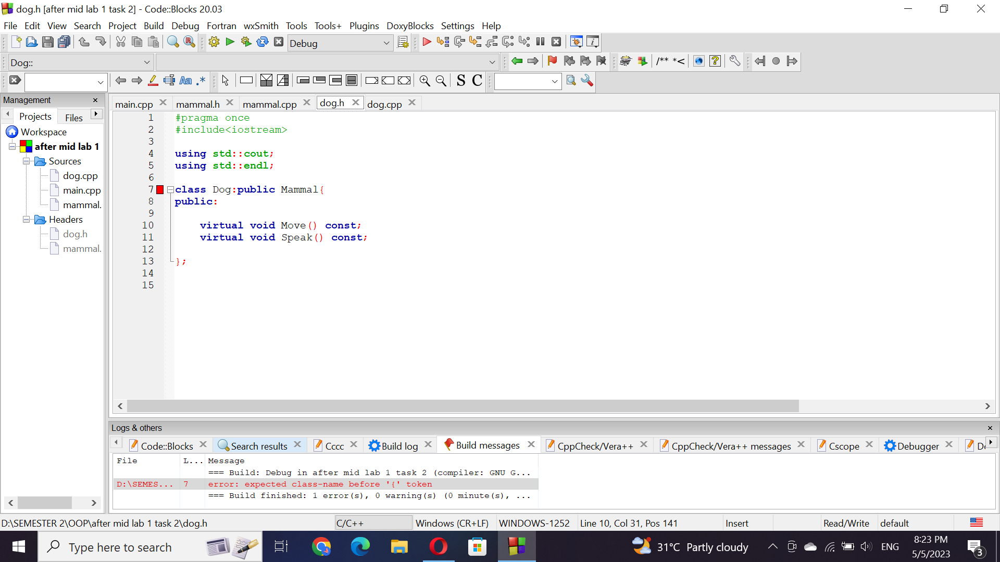 dog.h [after mid lab 1 task 2] - Code::Blocks 20.03
File Edit View Search Project Build Debug Fortran wxSmith Tools Tools+ Plugins DoxyBlocks Settings Help
Debug
Dog::
/** *<
Aa .* S C
Management
Projects Files
Workspace
after mid lab 1
Sources
dog.cpp
main.cpp
mammal.
Headers
dog.h
mammal.
main.cpp mammal.h mammal.cpp dog.h dog.cpp
1 #pragma once
2 #include<iostream>
3
4 using std::cout;
5 using std::endl;
6
7 class Dog:public Mammal{
8 public:
9
10 virtual void Move() const;
11 virtual void Speak() const;
12
13 };
14
15
Logs & others
Code::Blocks Search results Cccc Build log Build messages CppCheck/Vera++ CppCheck/Vera++ messages Cscope Debugger
File L... Message
=== Build: Debug in after mid lab 1 task 2 (compiler: GNU G...
D:\SEMES... 7 error: expected class-name before '{' token
=== Build finished: 1 error(s), 0 warning(s) (0 minute(s), ...
D:\SEMESTER 2\OOP\after mid lab 1 task 2\dog.h C/C++ Windows (CR+LF) WINDOWS-1252 Line 10, Col 31, Pos 141 Insert Read/Write default
Type here to search
31°C Partly cloudy
ENG
8:23 PM
5/5/2023
3